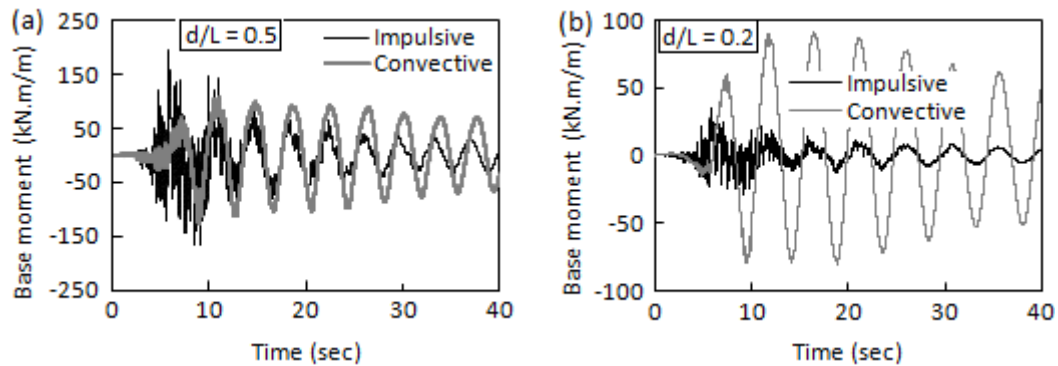 (a)
Base moment (kN.m/m)
250
150
50
-50
-150
-250
d/L = 0.5
Impulsive
Convective
0 10 20 30 40
Time (sec)
(b)
Base moment (kN.m/m)
100
50
0
-50
-100
d/L = 0.2
Impulsive
Convective
0 10 20 30 40
Time (sec)